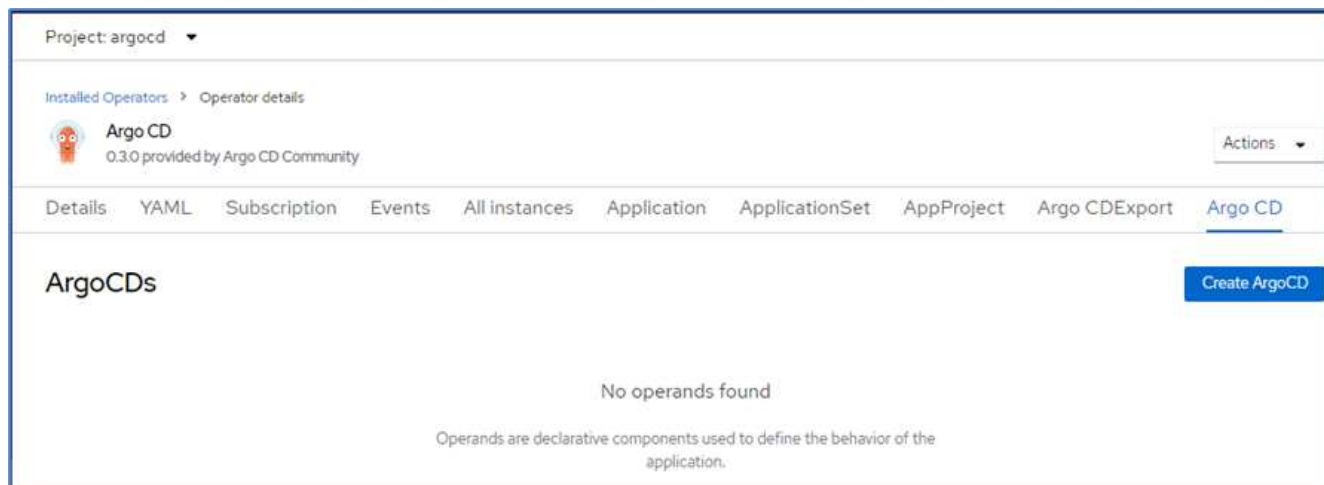 Project: argocd
Installed Operators > Operator details
Argo CD
0.3.0 provided by Argo CD Community
Actions
Details YAML Subscription Events All instances Application ApplicationSet AppProject Argo CDExport Argo CD
ArgoCDs
Create ArgoCD
No operands found
Operands are declarative components used to define the behavior of the
application.